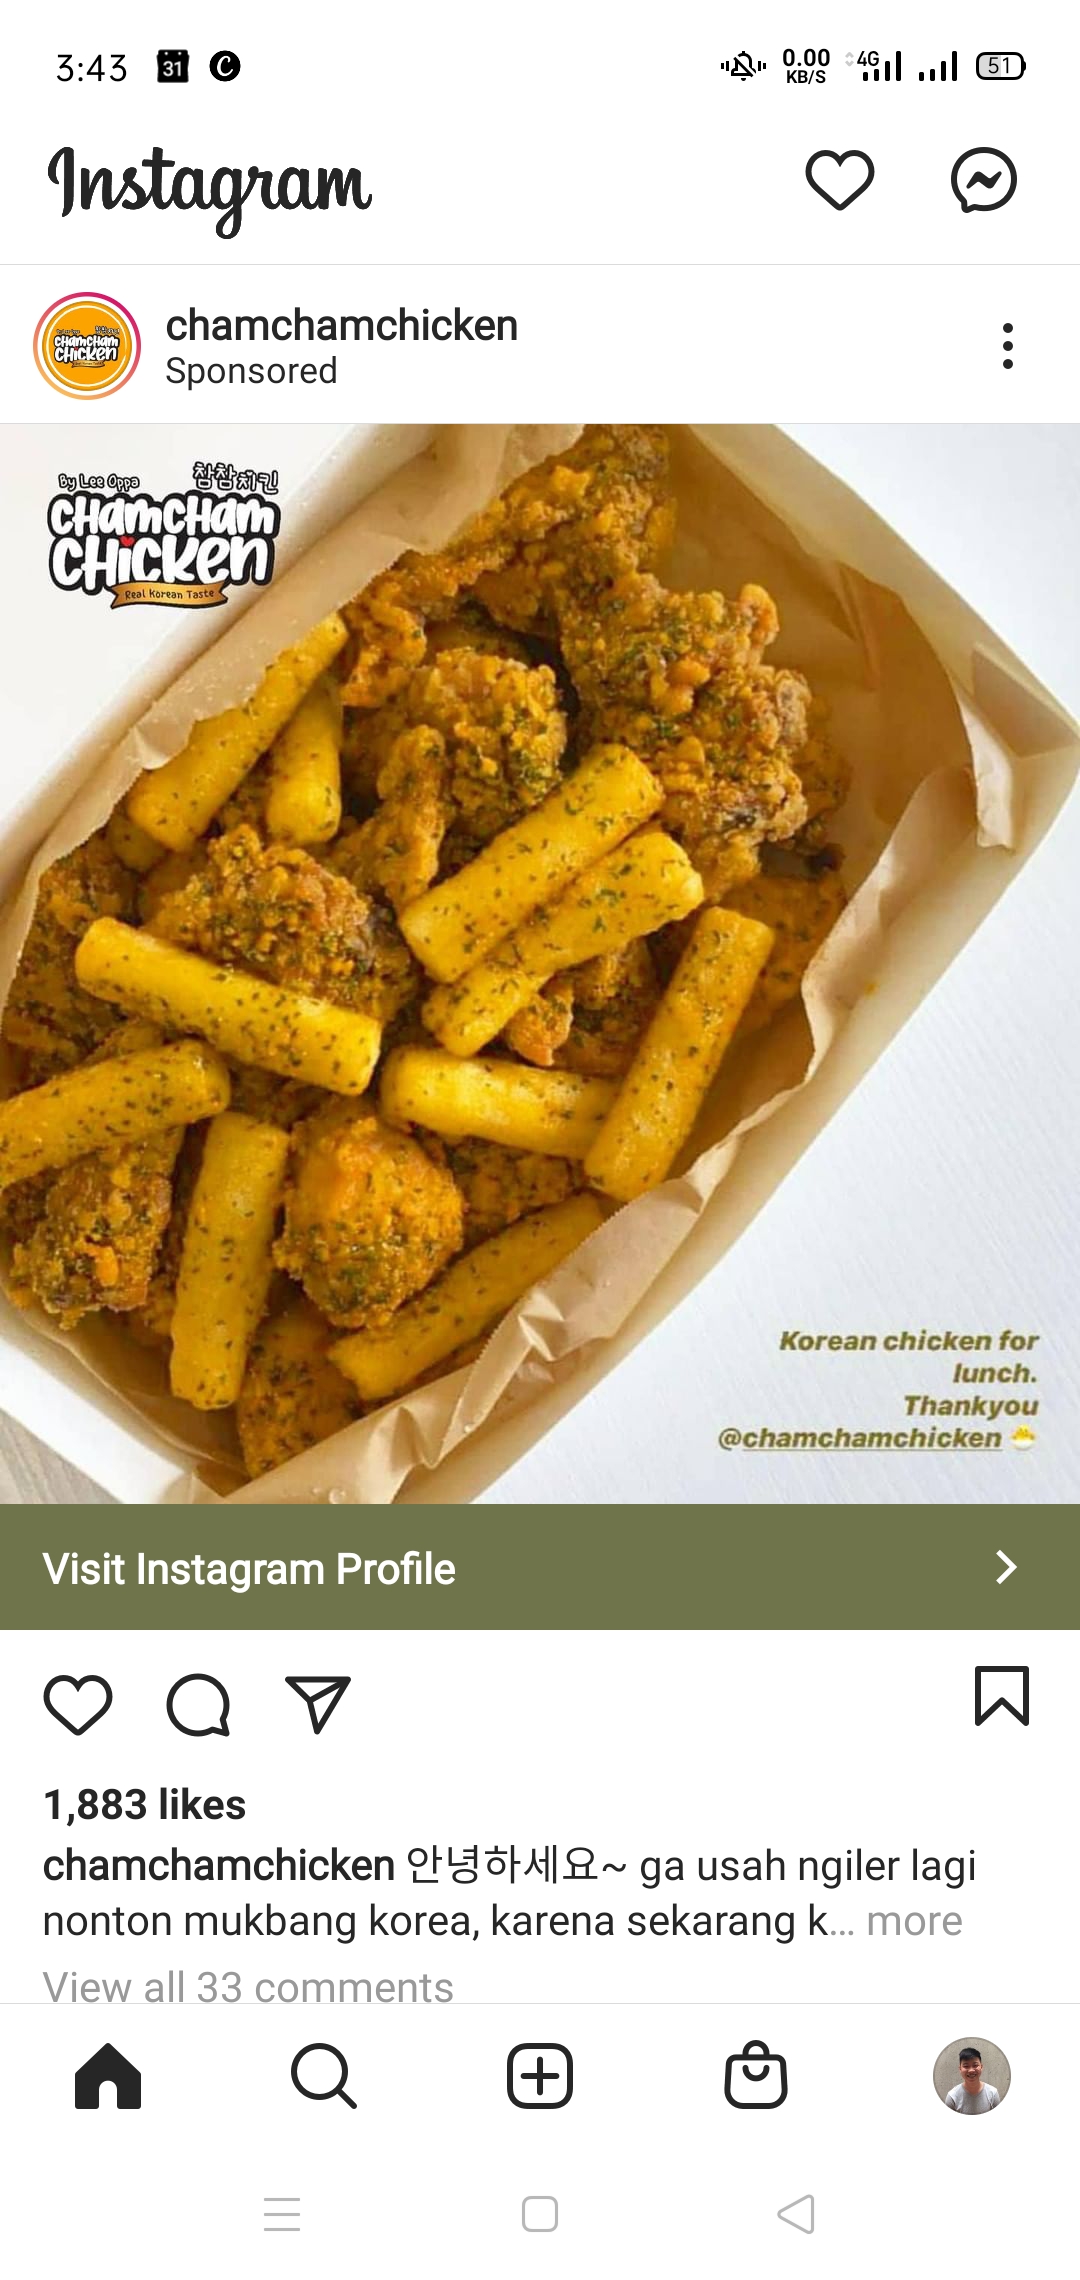 3:43 31 C 0.00 KB/S 4G 51
Instagram
chamchamchicken
Sponsored
By Lee Oppa 참참치킨!
CHamCHam
CHicken
Real Korean Taste
Korean chicken for
lunch.
Thankyou
@chamchamchicken 🐣
Visit Instagram Profile
1,883 likes
chamchamchicken 안녕하세요~ ga usah ngiler lagi
nonton mukbang korea, karena sekarang k... more
View all 33 comments